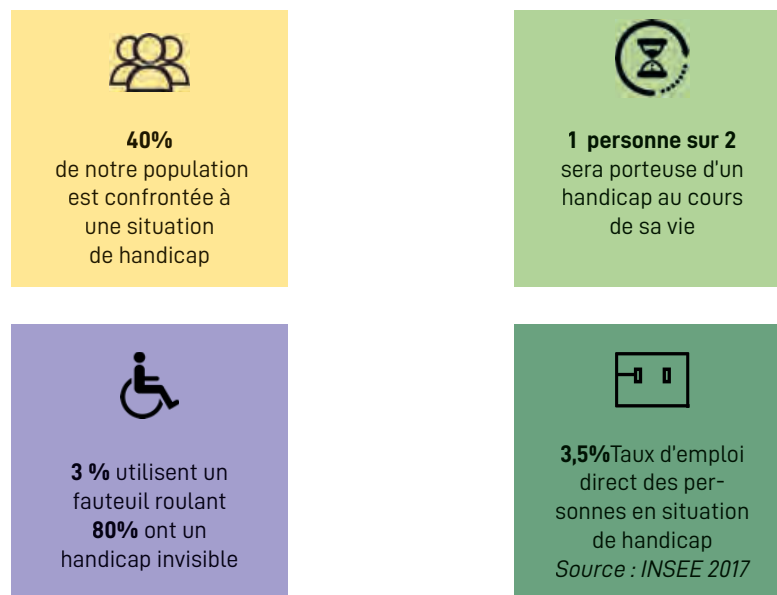 40%
de notre population
est confrontée à
une situation
de handicap
1 personne sur 2
sera porteuse d'un
handicap au cours
de sa vie
3 % utilisent un
fauteuil roulant
80% ont un
handicap invisible
3,5%Taux d'emploi
direct des per-
sonnes en situation
de handicap
Source : INSEE 2017